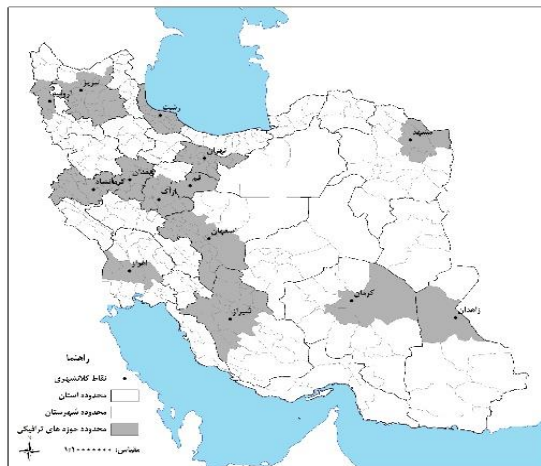 تبریز
ارومیه
رشت
مشهد
تهران
همدان
قم
کرمانشاه
اراک
اصفهان
اهواز
کرمان
شیراز
زاهدان
راهنما
نقاط کلانشهری
محدوده استان
محدوده شهرستان
محدوده حوزه های ترافیکی
مقیاس: